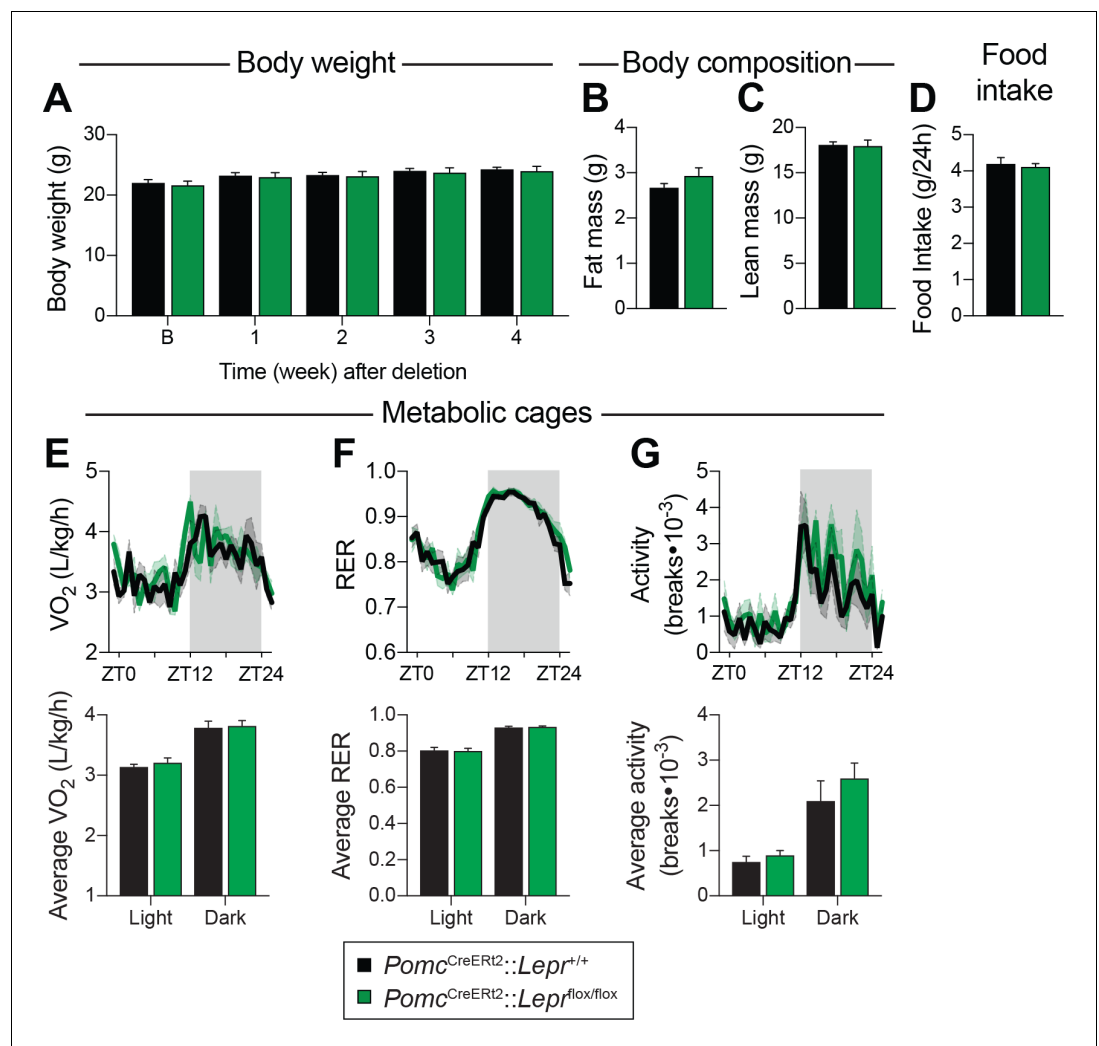 Body weight
Body composition
Food
intake
A
B
C
D
Body weight (g)
30
20
10
0
B
1
2
3
4
Time (week) after deletion
Fat mass (g)
4
3
2
1
0
Lean mass (g)
20
15
10
5
0
Food Intake (g/24h)
5
4
3
2
1
0
Metabolic cages
E
F
G
VO2 (L/kg/h)
5
4
3
2
ZT0
ZT12
ZT24
RER
1.0
0.9
0.8
0.7
0.6
ZT0
ZT12
ZT24
Activity
(breaks•10-3)
5
4
3
2
1
0
ZT0
ZT12
ZT24
Average VO2 (L/kg/h)
4
3
2
1
Light
Dark
Average RER
1.0
0.8
0.6
0.4
0.2
0.0
Light
Dark
Average activity
(breaks•10-3)
4
3
2
1
0
Light
Dark
PomcCreERt2::Lepr+/+
PomcCreERt2::Leprflox/flox